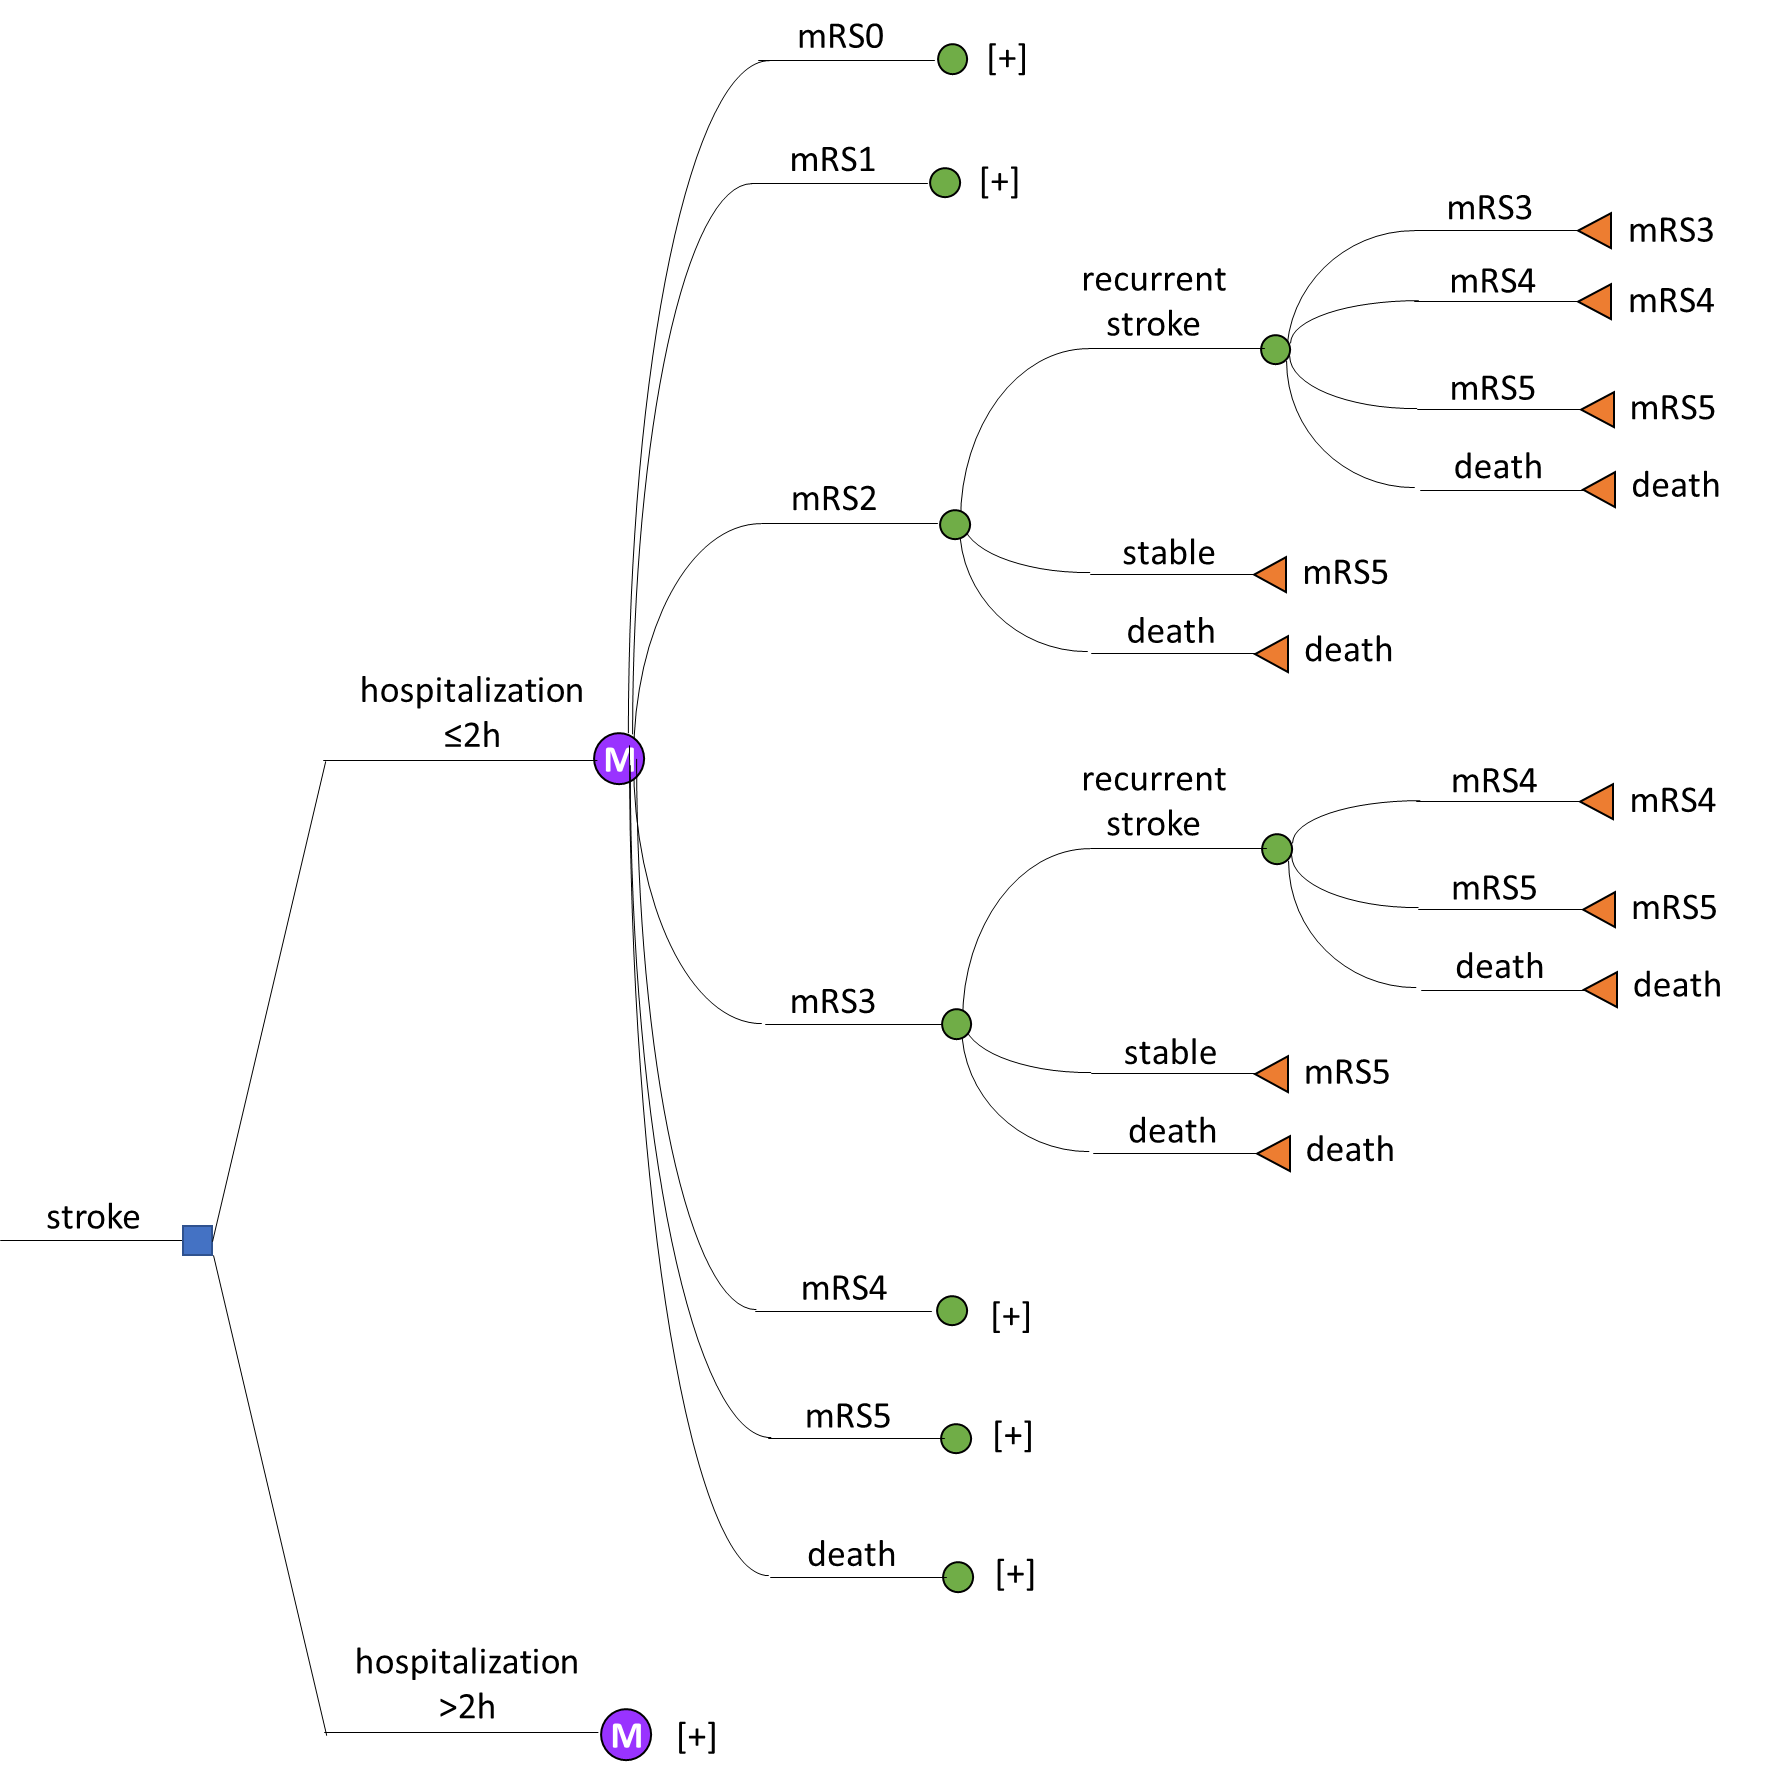 mRS0
[+]
mRS1
[+]
mRS3
mRS3
recurrent
stroke
mRS4
mRS4
mRS5
mRS5
death
death
mRS2
stable
mRS5
death
death
hospitalization
≤2h
M
recurrent
stroke
mRS4
mRS4
mRS5
mRS5
death
death
mRS3
stable
mRS5
death
death
stroke
mRS4
[+]
mRS5
[+]
death
[+]
hospitalization
>2h
M
[+]